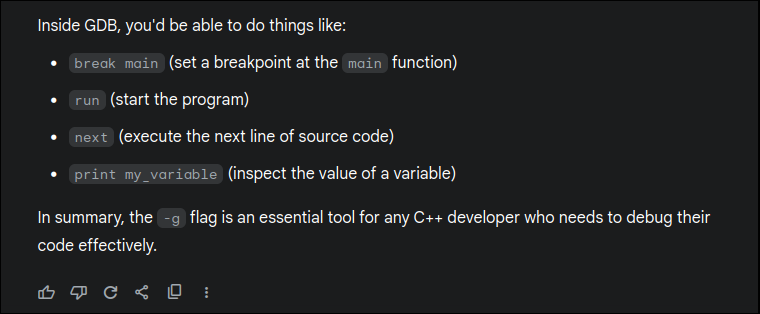 Inside GDB, you'd be able to do things like:
break main (set a breakpoint at the main function)
run (start the program)
next (execute the next line of source code)
print my_variable (inspect the value of a variable)
In summary, the -g flag is an essential tool for any C++ developer who needs to debug their
code effectively.